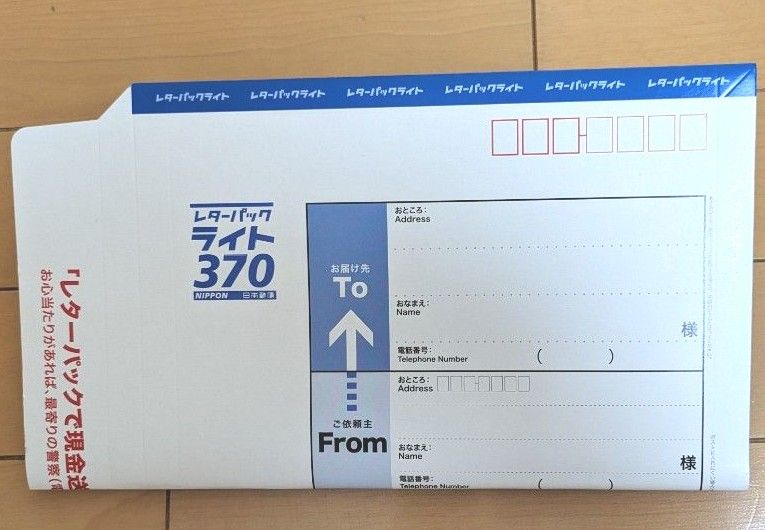 レターパックライト レターパックライト レターパックライト レターパックライト レターパックライト レターパックライト
レターパック
ライト
370
NIPPON 日本郵便
お届け先
To
おところ:
Address
おなまえ:
Name
様
電話番号:
Telephone Number ( )
ご依頼主
From
おところ:
Address
おなまえ:
Name
様
電話番号:
Telephone Number ( )
「レターパックで現金送
お心当たりがあれば、最寄りの警察(